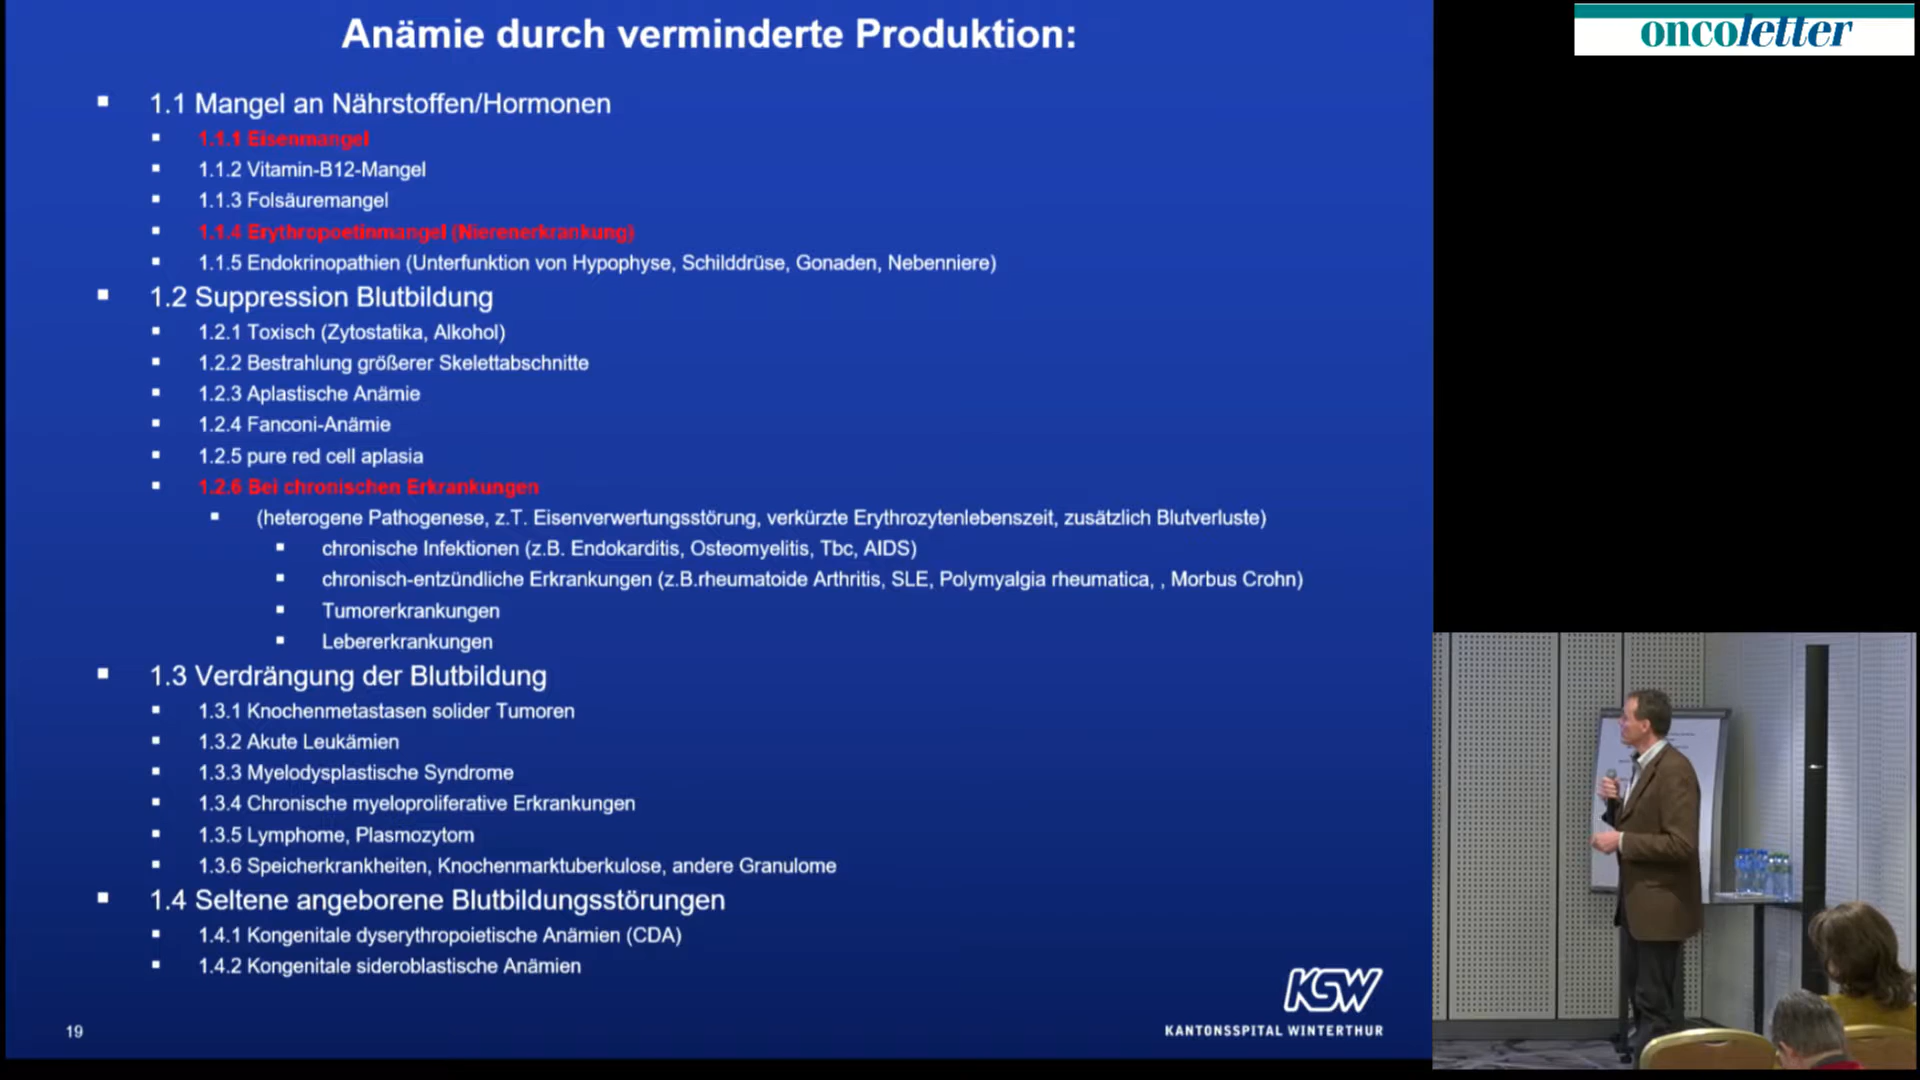 Anämie durch verminderte Produktion:
oncoletter
1.1 Mangel an Nährstoffen/Hormonen
1.1.1 Eisenmangel
1.1.2 Vitamin-B12-Mangel
1.1.3 Folsäuremangel
1.1.4 Erythropoetinmangel (Nierenerkrankung)
1.1.5 Endokrinopathien (Unterfunktion von Hypophyse, Schilddrüse, Gonaden, Nebenniere)
1.2 Suppression Blutbildung
1.2.1 Toxisch (Zytostatika, Alkohol)
1.2.2 Bestrahlung größerer Skelettabschnitte
1.2.3 Aplastische Anämie
1.2.4 Fanconi-Anämie
1.2.5 pure red cell aplasia
1.2.6 Bei chronischen Erkrankungen
(heterogene Pathogenese, z.T. Eisenverwertungsstörung, verkürzte Erythrozytenlebenszeit, zusätzlich Blutverluste)
chronische Infektionen (z.B. Endokarditis, Osteomyelitis, Tbc, AIDS)
chronisch-entzündliche Erkrankungen (z.B.rheumatoide Arthritis, SLE, Polymyalgia rheumatica, , Morbus Crohn)
Tumorerkrankungen
Lebererkrankungen
1.3 Verdrängung der Blutbildung
1.3.1 Knochenmetastasen solider Tumoren
1.3.2 Akute Leukämien
1.3.3 Myelodysplastische Syndrome
1.3.4 Chronische myeloproliferative Erkrankungen
1.3.5 Lymphome, Plasmozytom
1.3.6 Speicherkrankheiten, Knochenmarktuberkulose, andere Granulome
1.4 Seltene angeborene Blutbildungsstörungen
1.4.1 Kongenitale dyserythropoietische Anämien (CDA)
1.4.2 Kongenitale sideroblastische Anämien
KSW
KANTONSSPITAL WINTERTHUR
19